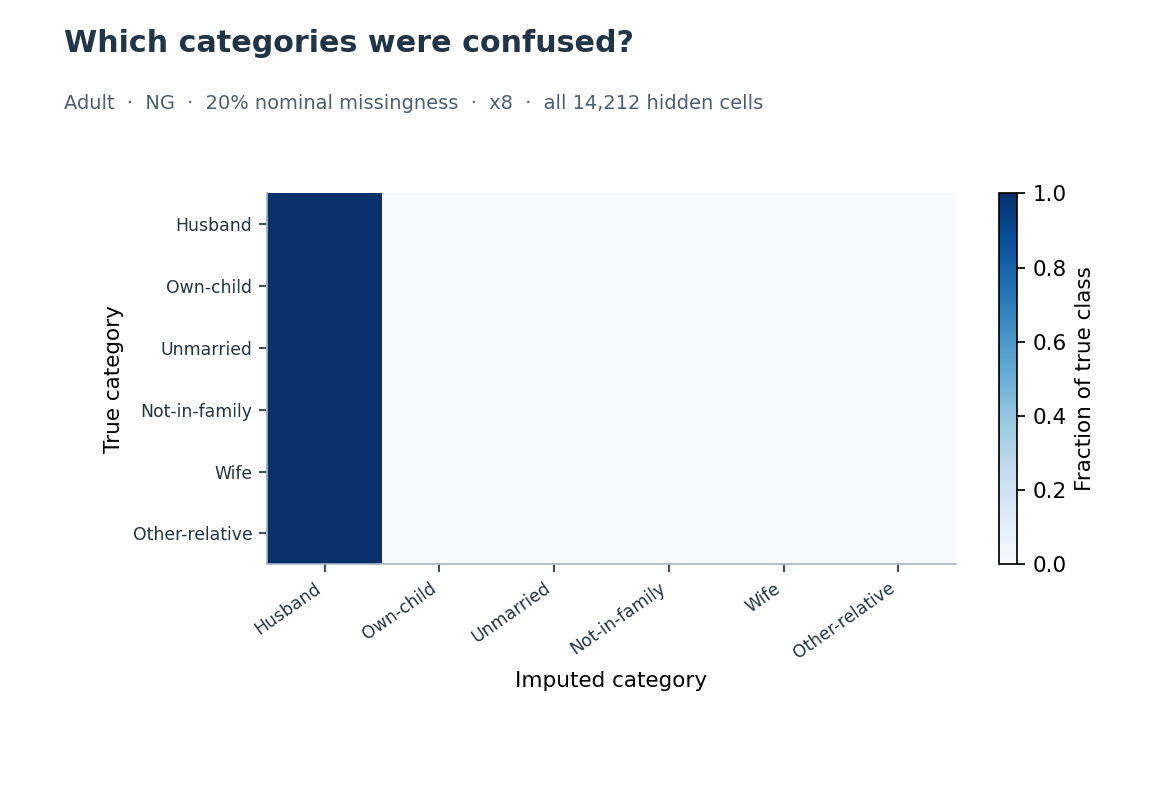 Which categories were confused?
Adult · NG · 20% nominal missingness · x8 · all 14,212 hidden cells
True category
Husband
Own-child
Unmarried
Not-in-family
Wife
Other-relative
Husband
Own-child
Unmarried
Not-in-family
Wife
Other-relative
Imputed category
1.0
0.8
0.6
0.4
0.2
0.0
Fraction of true class